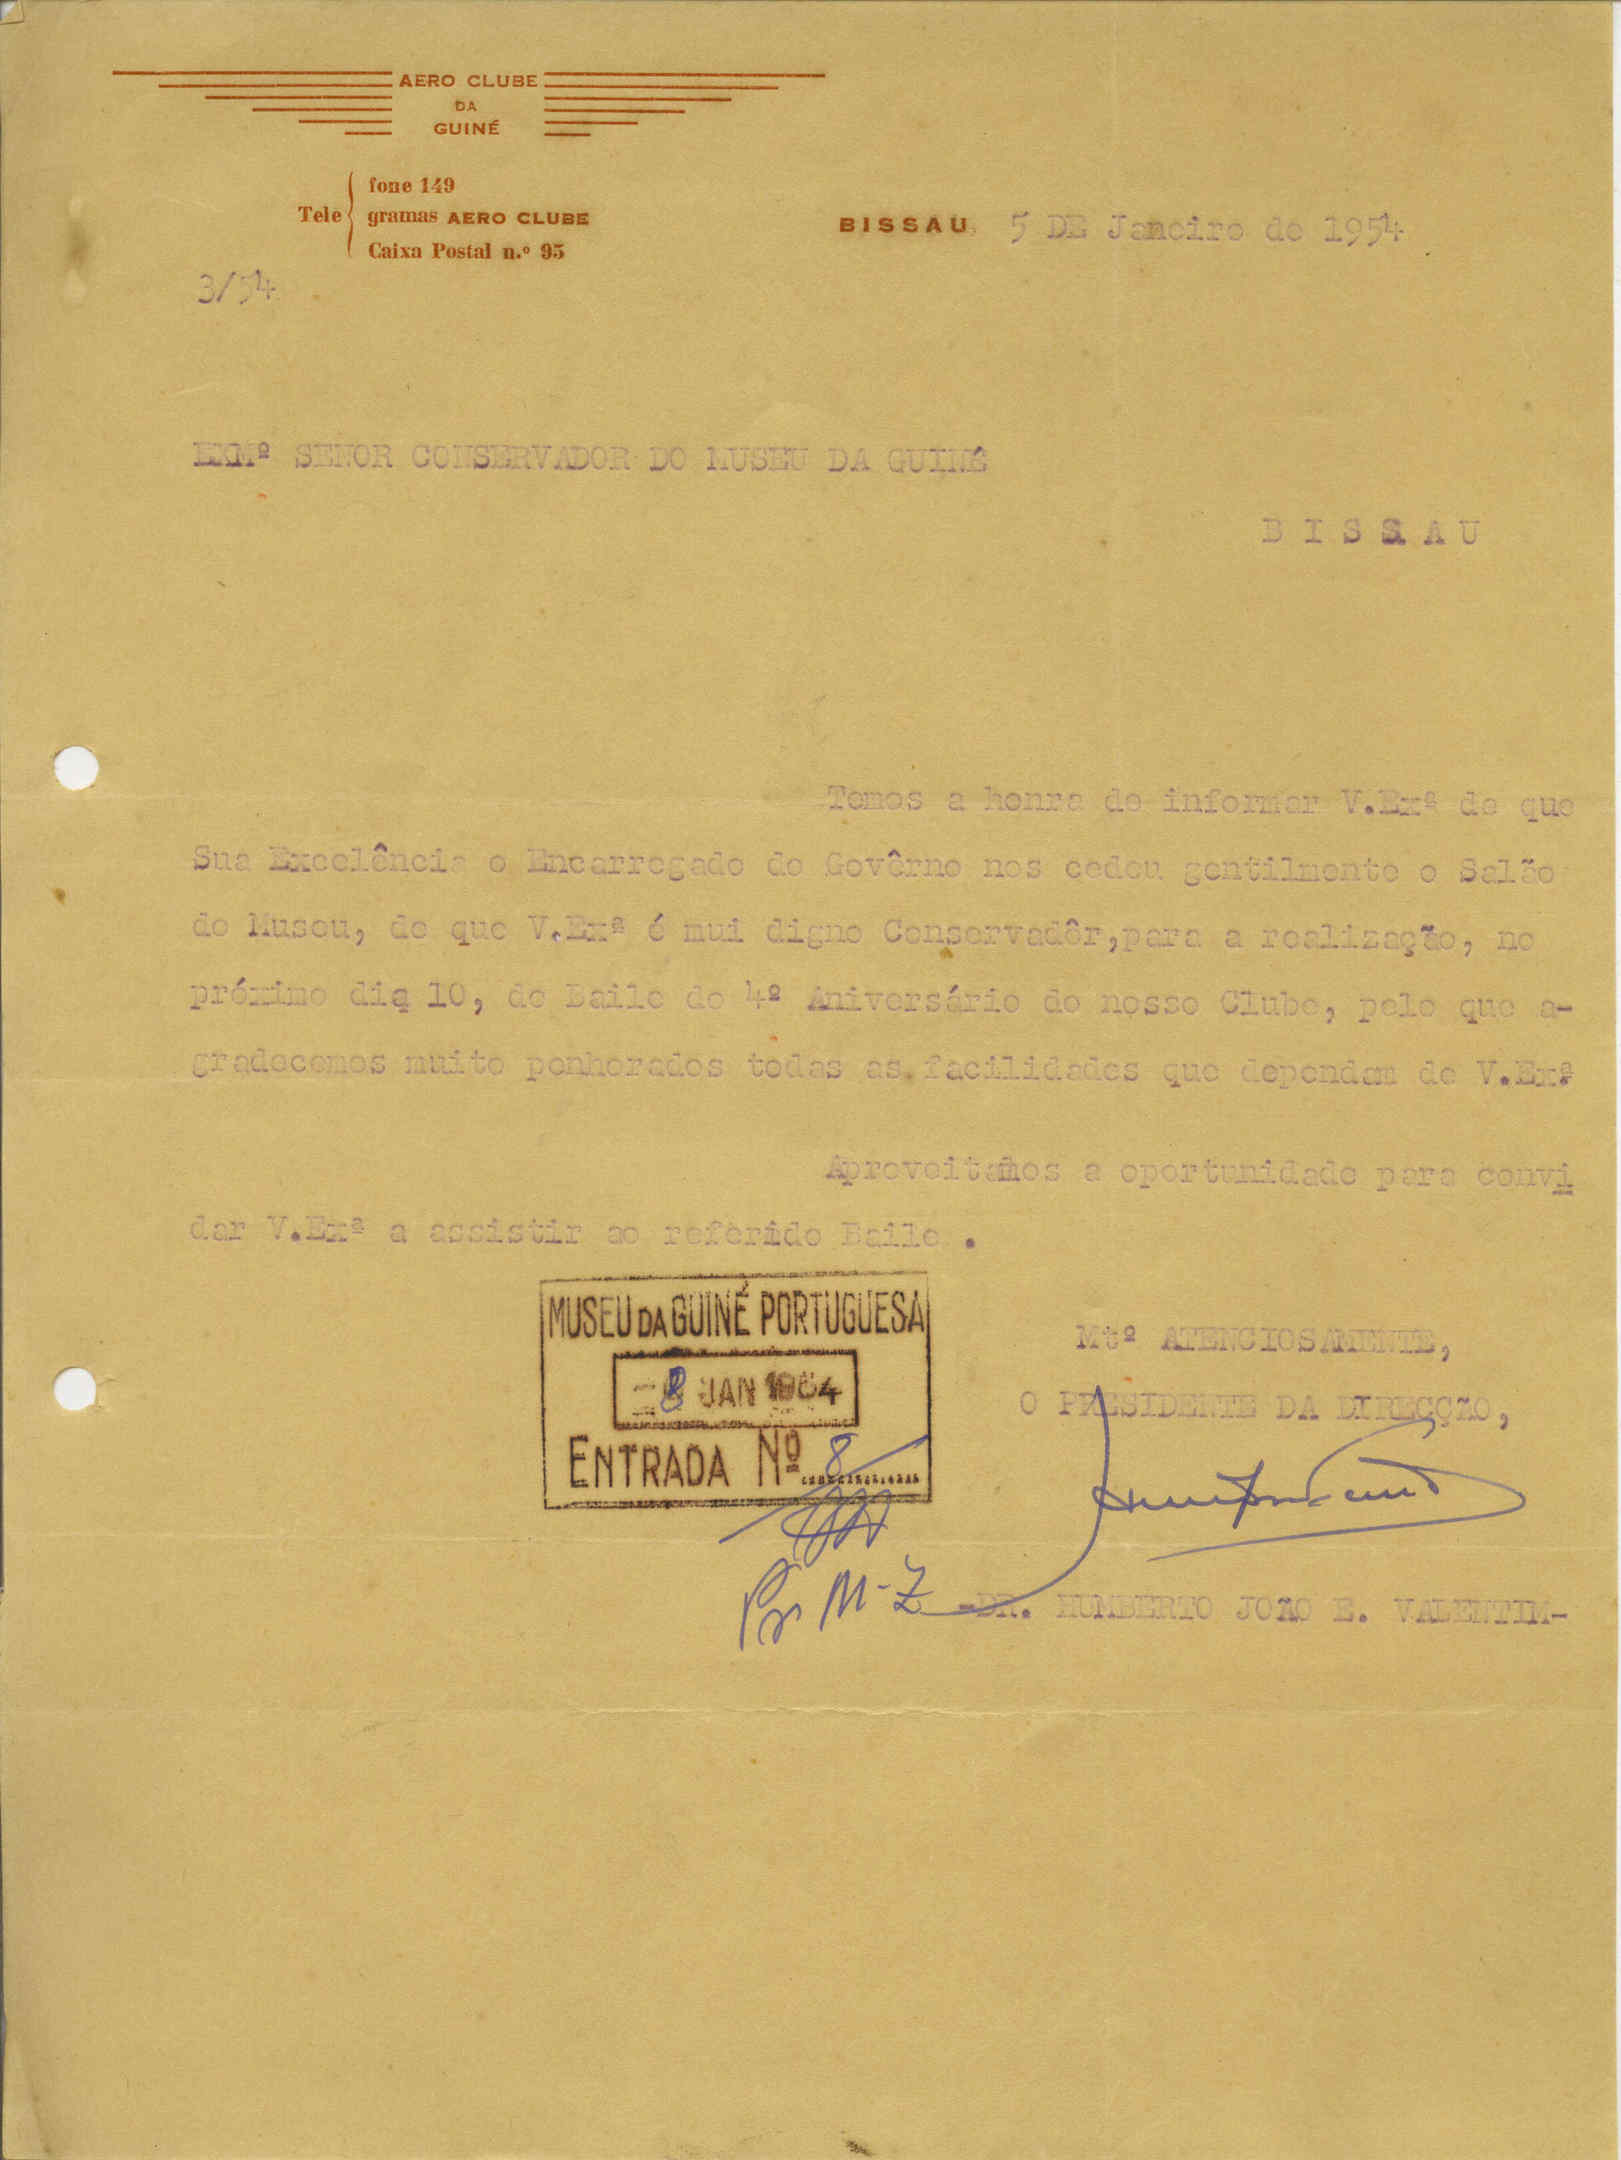 AERO CLUBE
DA
GUINÉ
fone 149
Tele gramas AERO CLUBE
Caixa Postal n.º 95
BISSAU, 5 DE Janeiro de 1954
3/54
EXMº SENOR CONSERVADOR DO MUSEU DA GUINÉ
B I S S A U
Temos a honra de informar V.Exª de que
Sua Excelência o Encarregado do Govêrno nos cedeu gentilmente o Salão
do Museu, de que V.Exª é mui digno Conservadôr,para a realização, no
próximo dia 10, do Baile do 4º Aniversário do nosso Clube, pelo que a-
gradecemos muito penhorados todas as facilidades que dependam de V.Exª
Aproveitamos a oportunidade para convi
dar V.Exª a assistir ao referido Baile .
MUSEU DA GUINÉ PORTUGUESA
-8 JAN 1954
ENTRADA Nº 8
Mtº ATENCIOSAMENTE,
O PRESIDENTE DA DIRECÇÃO,
M-Z
-DR. HUMBERTO JOÃO E. VALENTIM-